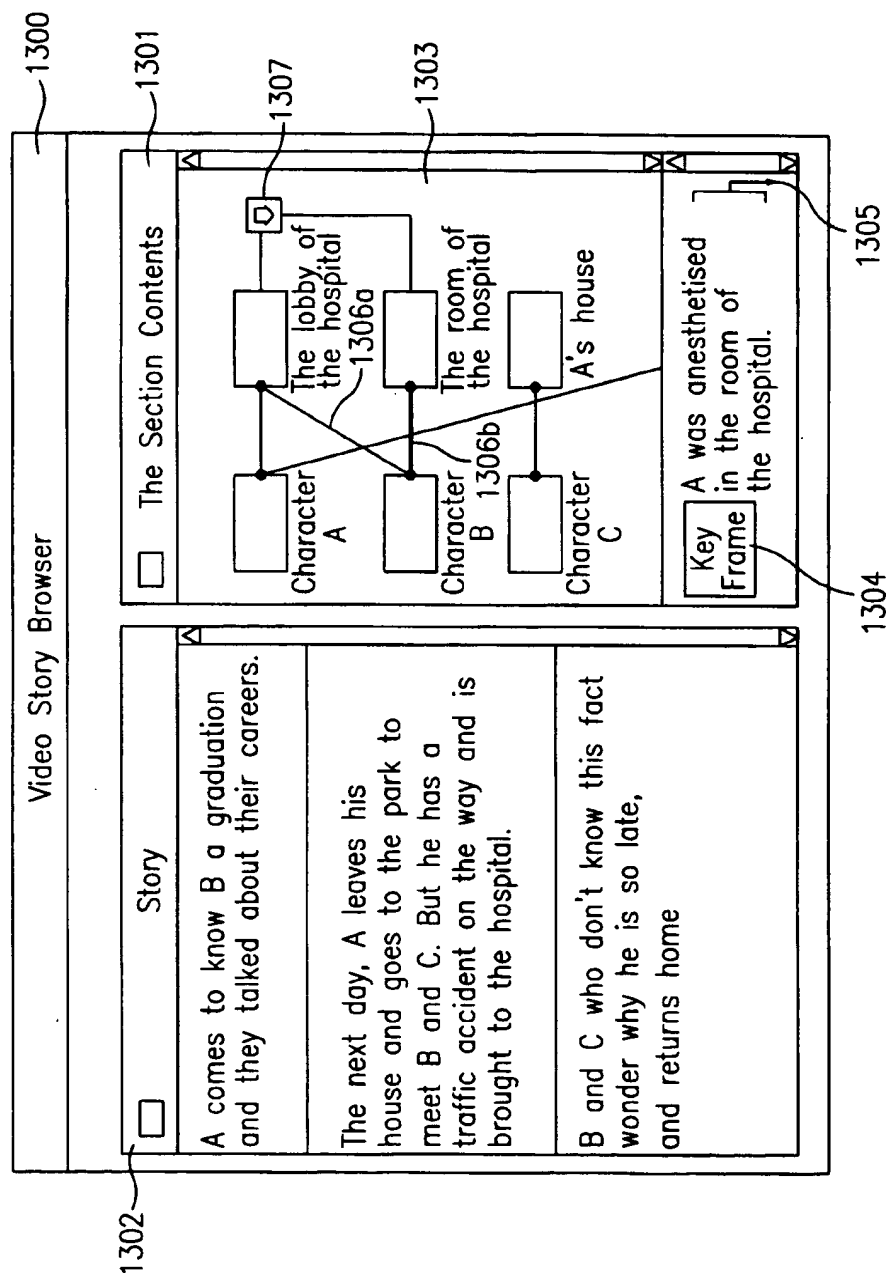 Video Story Browser
1300
1302
Story
A comes to know B a graduation
and they talked about their careers.
The next day, A leaves his
house and goes to the park to
meet B and C. But he has a
traffic accident on the way and is
brought to the hospital.
B and C who don't know this fact
wonder why he is so late,
and returns home
The Section Contents
1301
1307
1303
Character
A
The lobby of
the hospital
1306a
Character
B
1306b
The room of
the hospital
Character
C
A's house
Key
Frame
1304
A was anesthetised
in the room of
the hospital.
1305